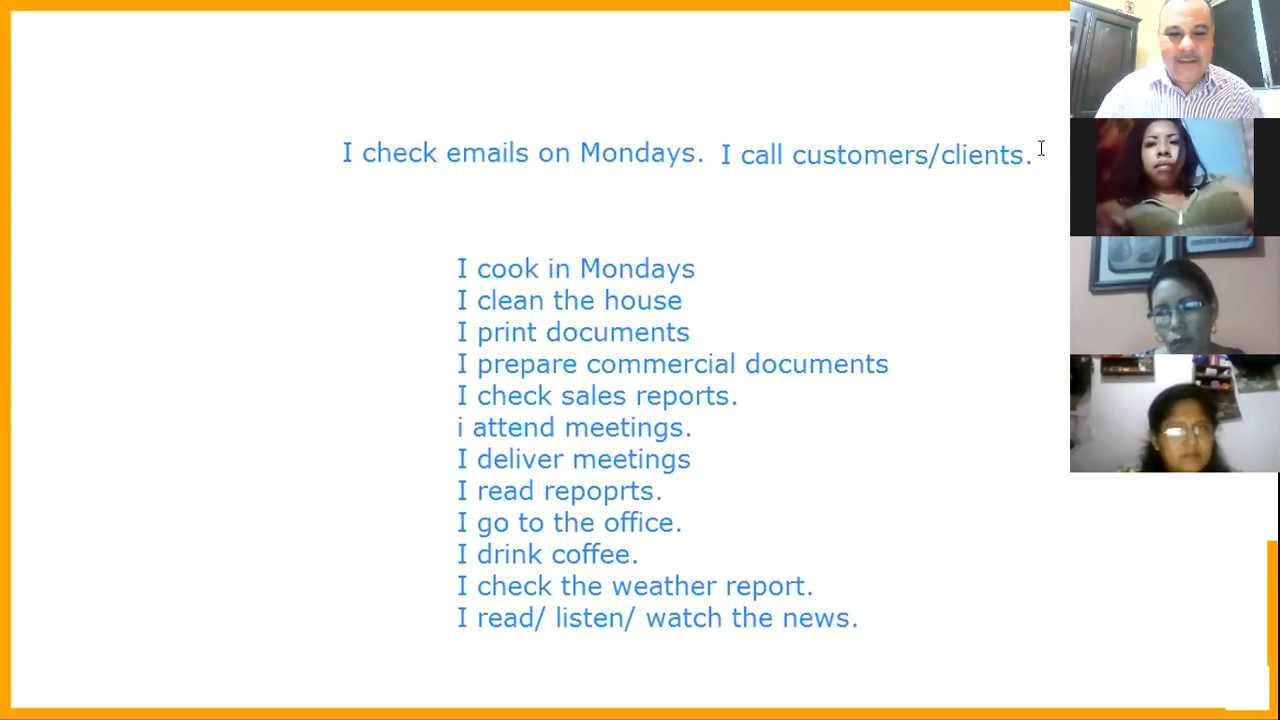 I check emails on Mondays. I call customers/clients.
I cook in Mondays
I clean the house
I print documents
I prepare commercial documents
I check sales reports.
i attend meetings.
I deliver meetings
I read repoprts.
I go to the office.
I drink coffee.
I check the weather report.
I read/ listen/ watch the news.